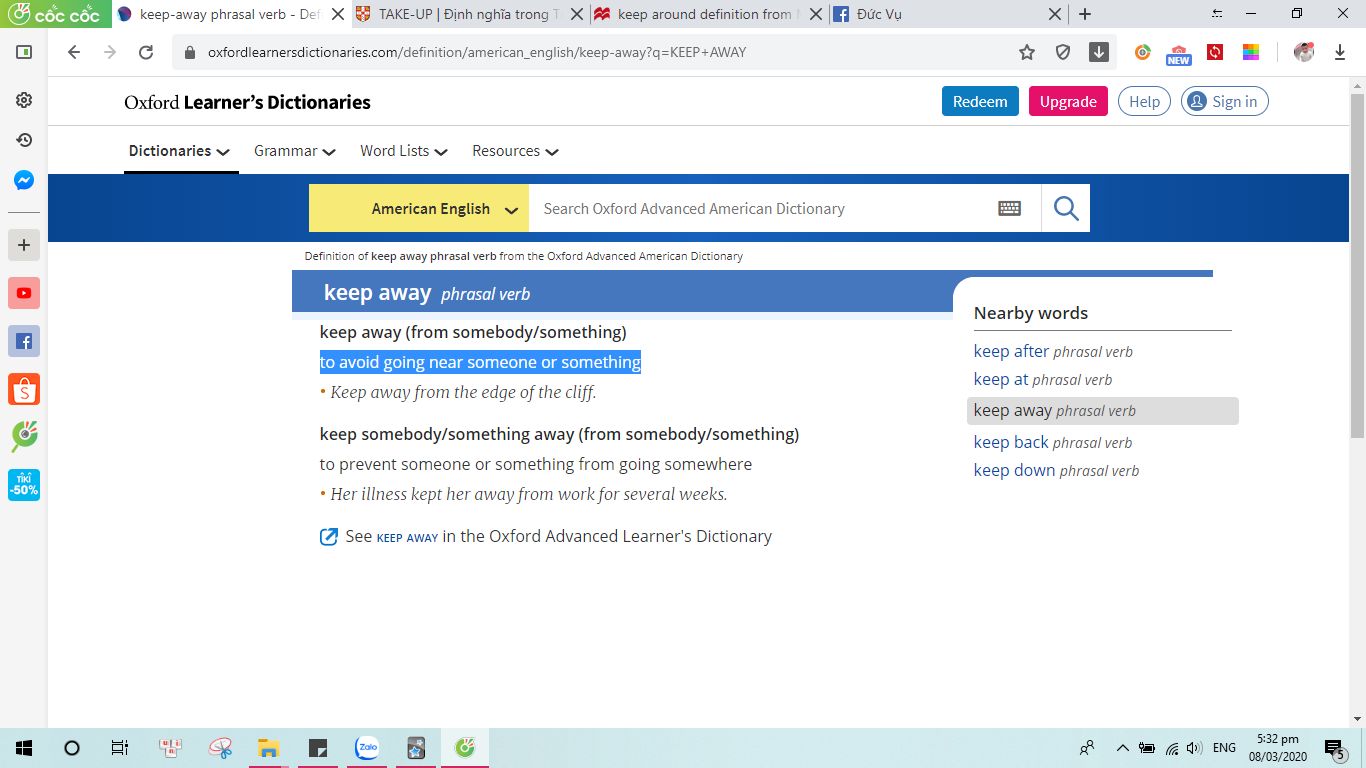 cốc cốc
keep-away phrasal verb - Def
TAKE-UP | Định nghĩa trong T
keep around definition from M
Đức Vụ
oxfordlearnersdictionaries.com/definition/american_english/keep-away?q=KEEP+AWAY
NEW
Oxford Learner's Dictionaries
Redeem
Upgrade
Help
Sign in
Dictionaries
Grammar
Word Lists
Resources
American English
Search Oxford Advanced American Dictionary
Definition of keep away phrasal verb from the Oxford Advanced American Dictionary
keep away phrasal verb
keep away (from somebody/something)
to avoid going near someone or something
• Keep away from the edge of the cliff.
keep somebody/something away (from somebody/something)
to prevent someone or something from going somewhere
• Her illness kept her away from work for several weeks.
See KEEP AWAY in the Oxford Advanced Learner's Dictionary
Nearby words
keep after phrasal verb
keep at phrasal verb
keep away phrasal verb
keep back phrasal verb
keep down phrasal verb
TIKI
-50%
Zalo
ENG
5:32 pm
08/03/2020
5